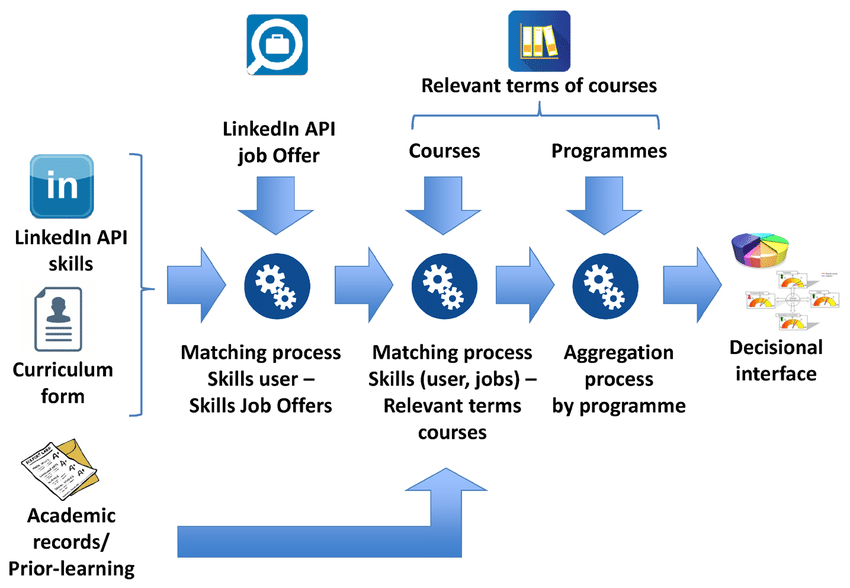 Relevant terms of courses
LinkedIn API
job Offer
Courses
Programmes
in
LinkedIn API
skills
Curriculum
form
Matching process
Skills user –
Skills Job Offers
Matching process
Skills (user, jobs) –
Relevant terms
courses
Aggregation
process
by programme
Decisional
interface
Academic
records/
Prior-learning